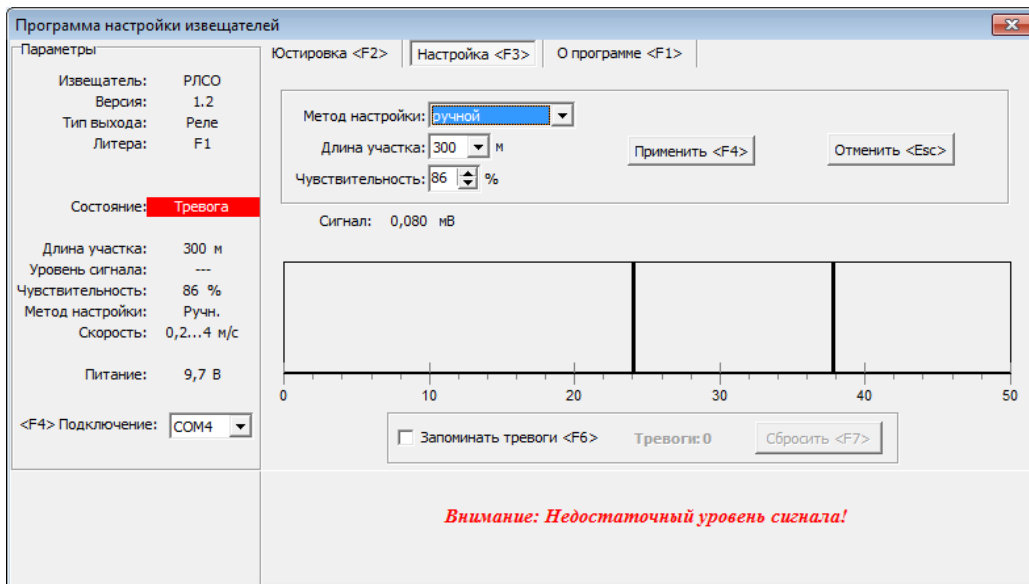 Программа настройки извещателей
Параметры
Извещатель: РЛСО
Версия: 1.2
Тип выхода: Реле
Литера: F1
Состояние: Тревога
Длина участка: 300 м
Уровень сигнала: ---
Чувствительность: 86 %
Метод настройки: Ручн.
Скорость: 0,2...4 м/с
Питание: 9,7 В
<F4> Подключение: COM4
Юстировка <F2> Настройка <F3> О программе <F1>
Метод настройки: ручной
Длина участка: 300 м
Применить <F4> Отменить <Esc>
Чувствительность: 86 %
Сигнал: 0,080 мВ
0 10 20 30 40 50
Запоминать тревоги <F6> Тревоги: 0 Сбросить <F7>
Внимание: Недостаточный уровень сигнала!